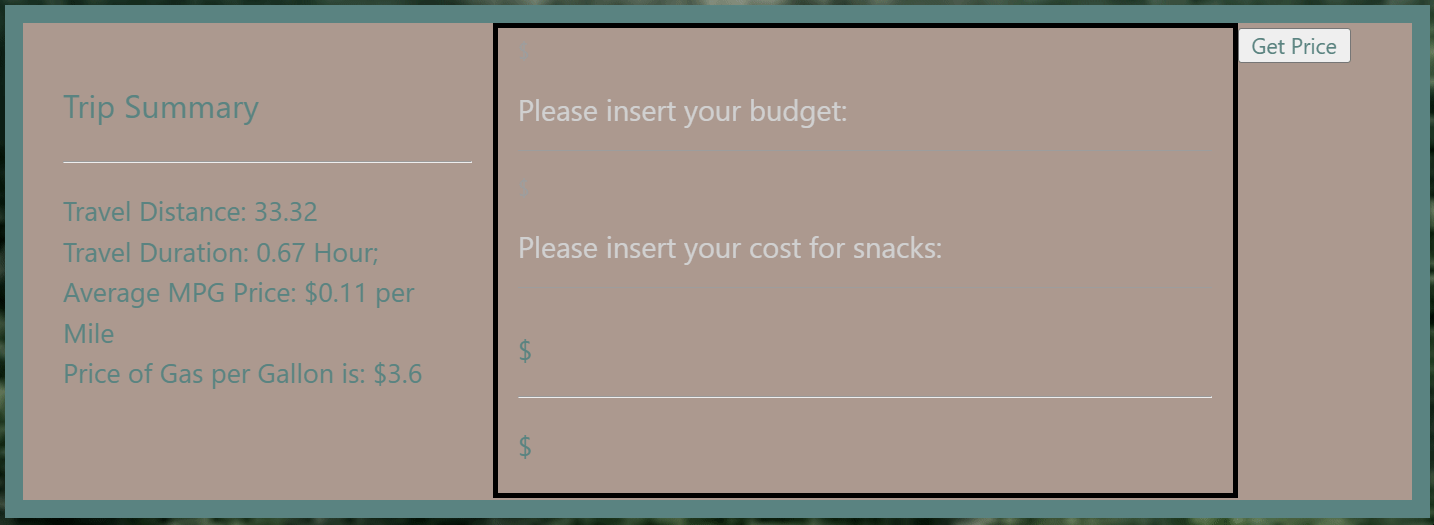 Trip Summary
Travel Distance: 33.32
Travel Duration: 0.67 Hour;
Average MPG Price: $0.11 per
Mile
Price of Gas per Gallon is: $3.6
$
Please insert your budget:
$
Please insert your cost for snacks:
$
$
Get Price